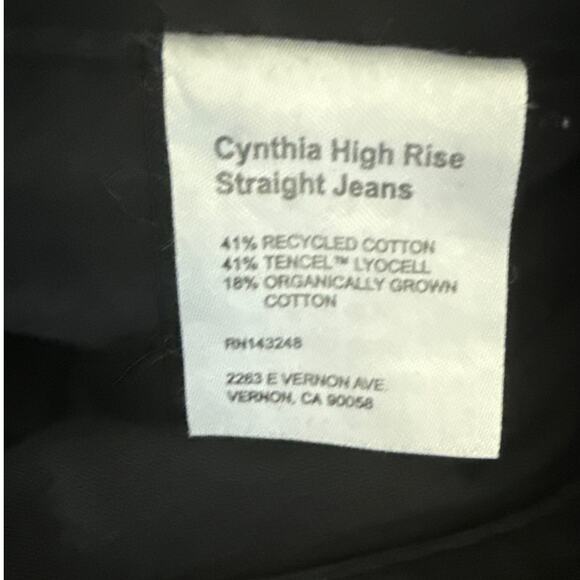 Cynthia High Rise
Straight Jeans
41% RECYCLED COTTON
41% TENCEL™ LYOCELL
18% ORGANICALLY GROWN
COTTON
RN143248
2263 E VERNON AVE.
VERNON, CA 90058